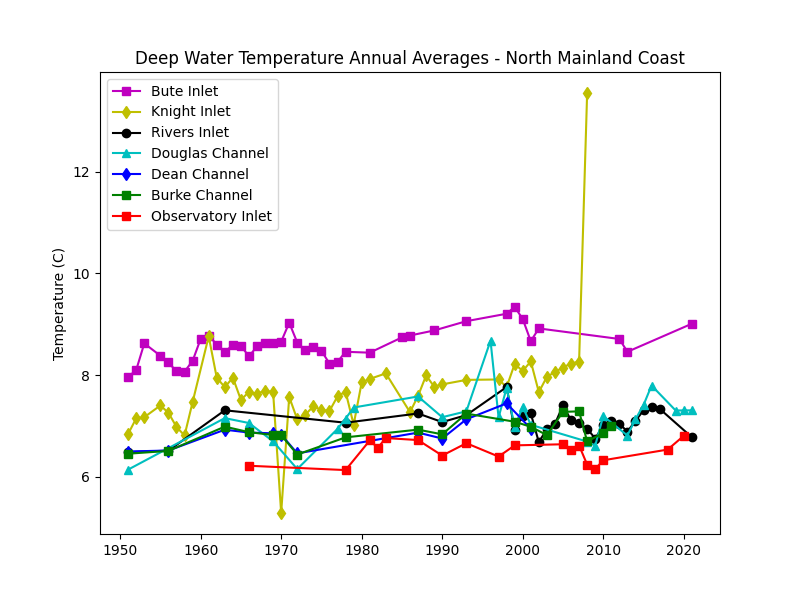 Deep Water Temperature Annual Averages - North Mainland Coast
Bute Inlet
Knight Inlet
Rivers Inlet
Douglas Channel
Dean Channel
Burke Channel
Observatory Inlet
Temperature (C)
12
10
8
6
1950 1960 1970 1980 1990 2000 2010 2020